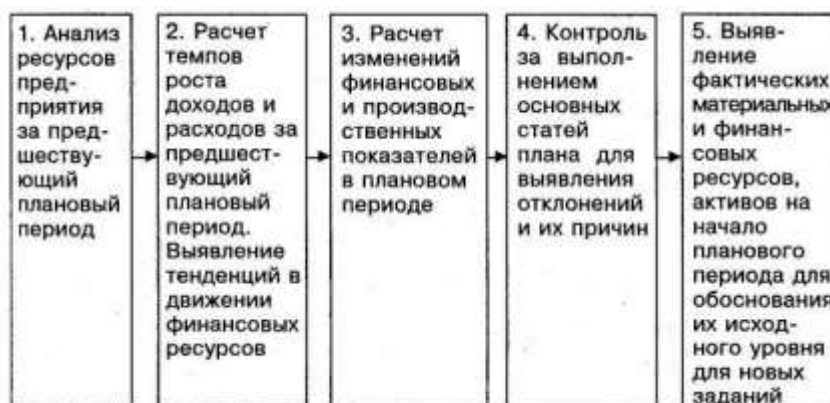 1. Анализ
ресурсов
пред-
приятия
за пред-
шеству-
ющий
плановый
период
2. Расчет
темпов
роста
доходов и
расходов за
предшест-
вующий
плановый
период.
Выявление
тенденций в
движении
финансовых
ресурсов
3. Расчет
изменений
финансовых
и производ-
ственных
показателей
в плановом
периоде
4. Контроль
за выпол-
нением
основных
статей
плана для
выявления
отклонений
и их причин
5. Выяв-
ление
фактических
материальных
и финан-
совых
ресурсов,
активов на
начало
планового
периода для
обоснования
их исход-
ного уровня
для новых
заданий